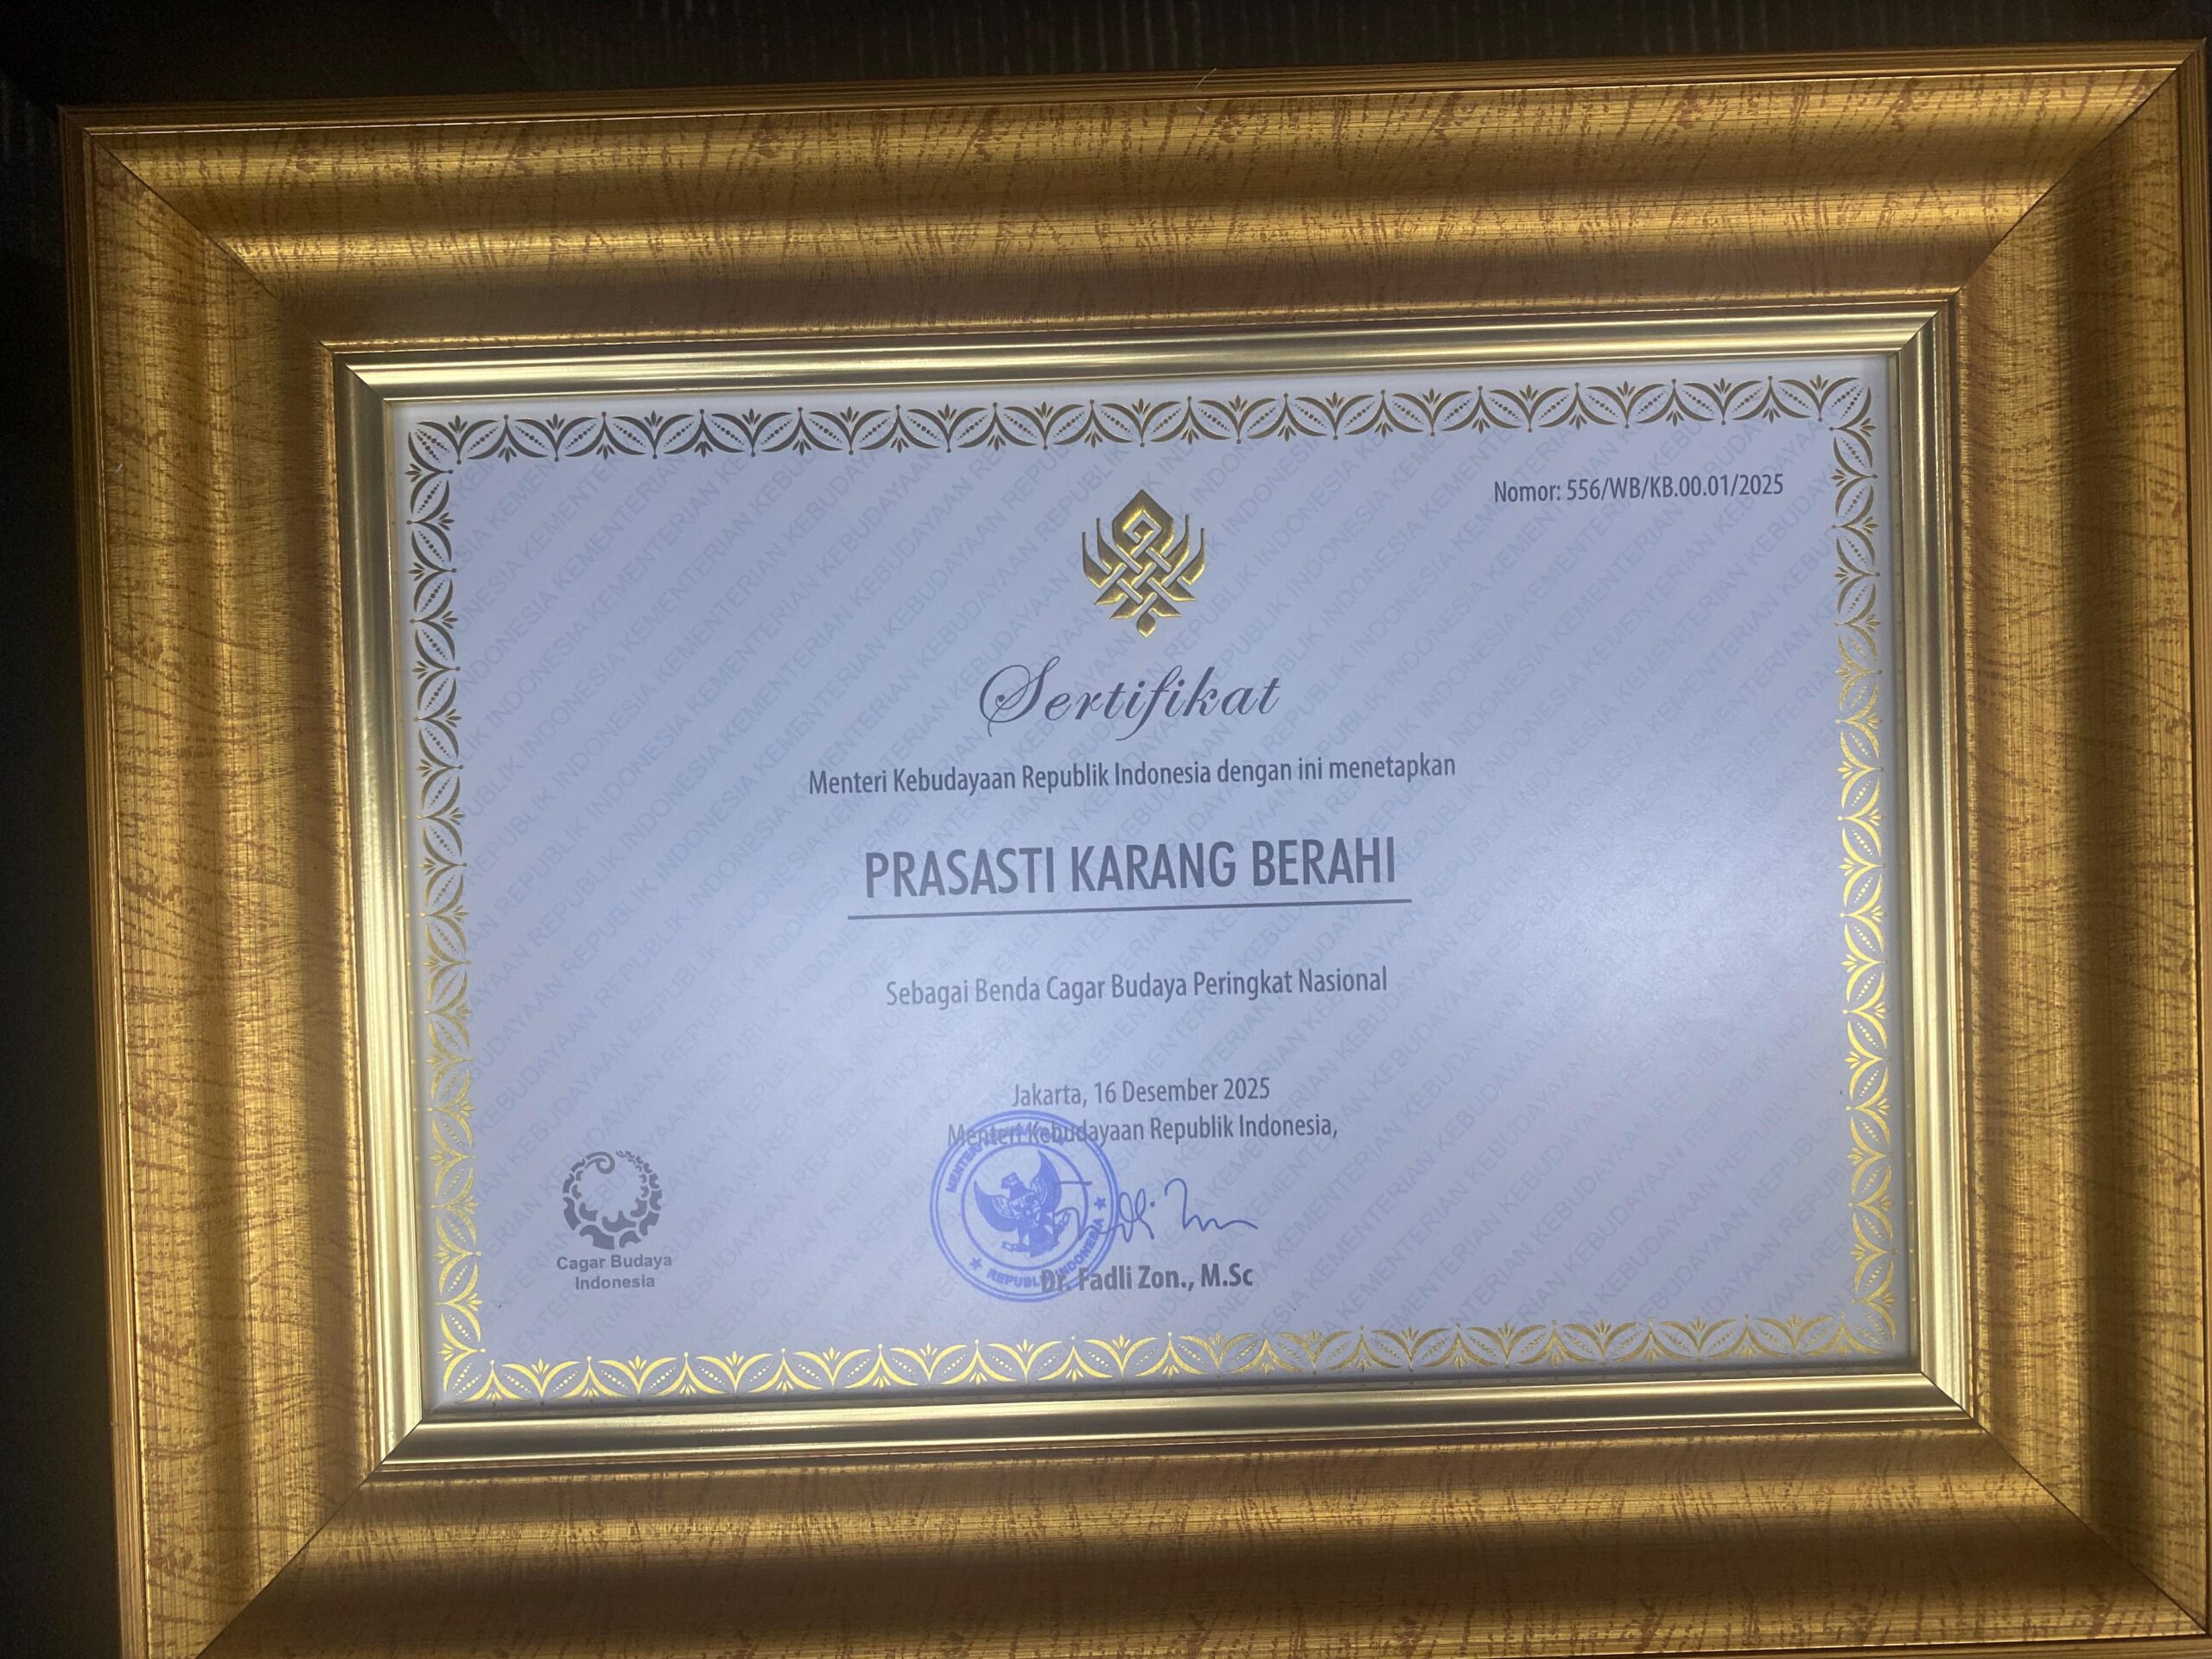 Nomor: 556/WB/KB.00.01/2025
Sertifikat
Menteri Kebudayaan Republik Indonesia dengan ini menetapkan
PRASASTI KARANG BERAHI
Sebagai Benda Cagar Budaya Peringkat Nasional
Jakarta, 16 Desember 2025
Menteri Kebudayaan Republik Indonesia,
Dr. Fadli Zon., M.Sc
Cagar Budaya
Indonesia